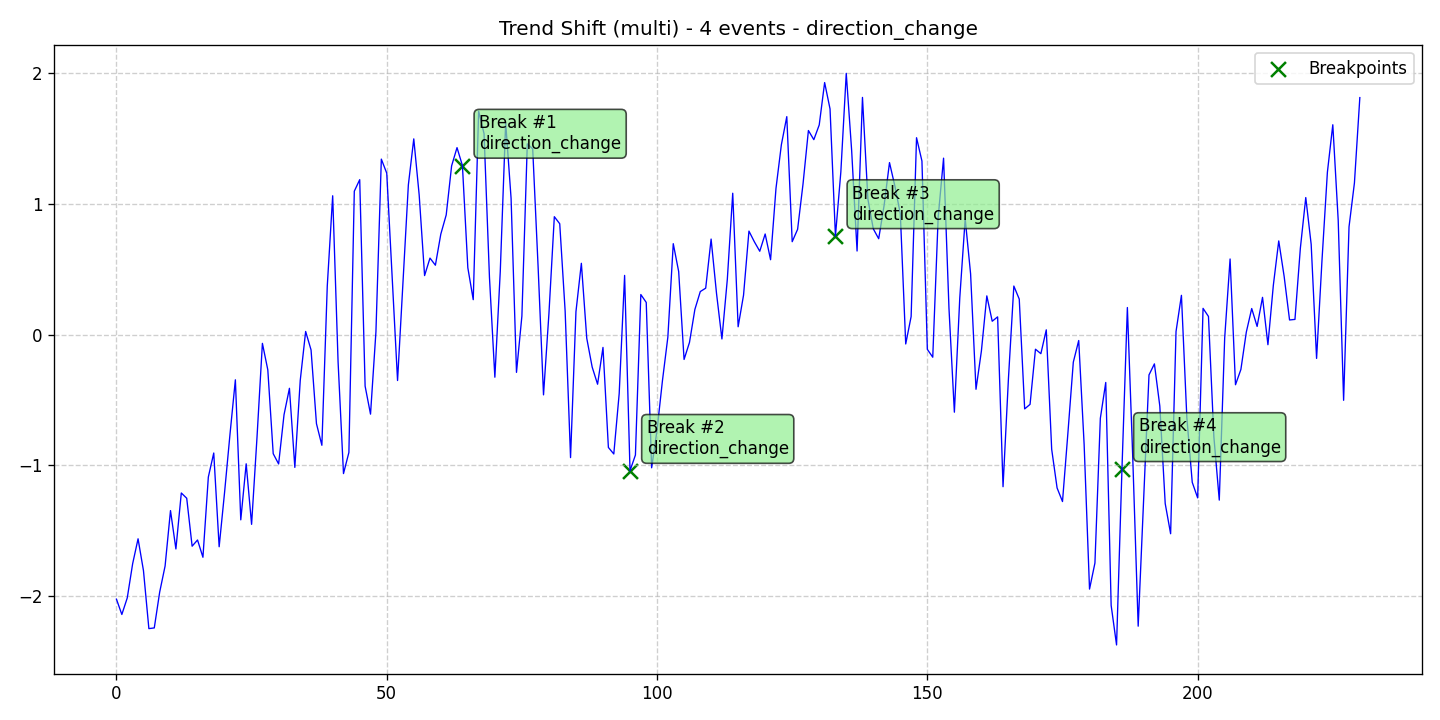 Trend Shift (multi) - 4 events - direction_change
Breakpoints
Break #1
direction_change
Break #3
direction_change
Break #2
direction_change
Break #4
direction_change
2
1
0
−1
−2
0
50
100
150
200